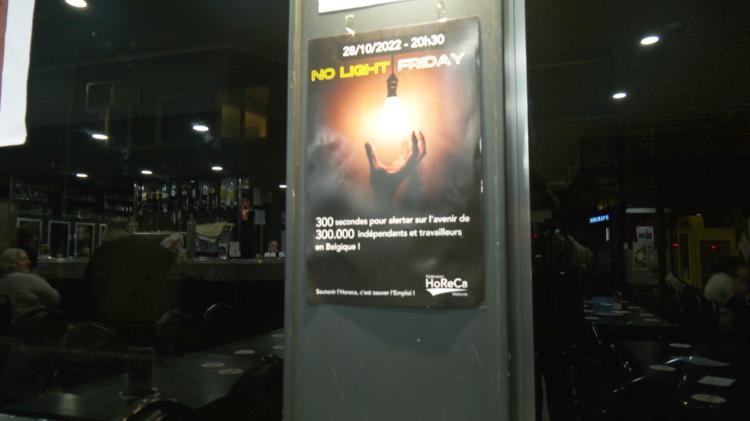 28/10/2022 - 20h30
NO LIGHT FRIDAY
300 secondes pour alerter sur l'avenir de
300.000 indépendants et travailleurs
en Belgique !
Fédération
HoReCa
Wallonie
Soutenir l'Horeca, c'est sauver l'Emploi !